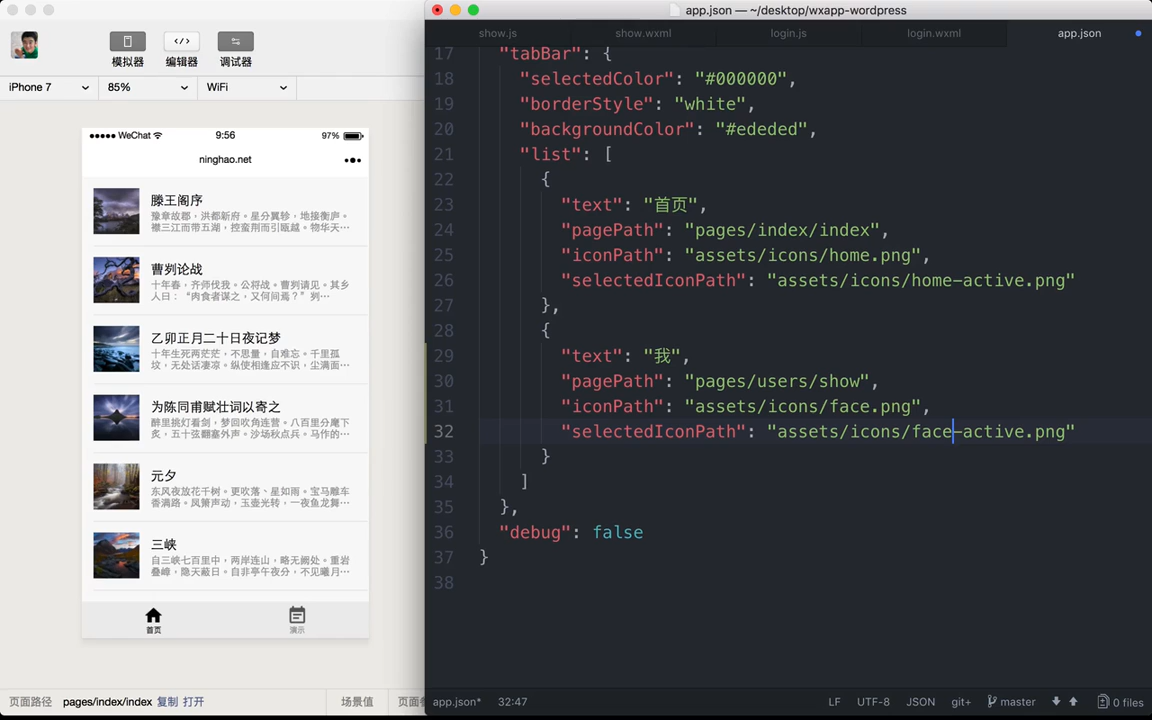 模拟器
编辑器
调试器
iPhone 7
85%
WiFi
WeChat
9:56
97%
ninghao.net
滕王阁序
豫章故郡，洪都新府。星分翼轸，地接衡庐。
襟三江而带五湖，控蛮荆而引瓯越。物华天…
曹刿论战
十年春，齐师伐我。公将战。曹刿请见。其乡
人曰：“肉食者谋之，又何间焉？”刿…
乙卯正月二十日夜记梦
十年生死两茫茫，不思量，自难忘。千里孤
坟，无处话凄凉。纵使相逢应不识，尘满面…
为陈同甫赋壮词以寄之
醉里挑灯看剑，梦回吹角连营。八百里分麾下
炙，五十弦翻塞外声。沙场秋点兵。马作的…
元夕
东风夜放花千树。更吹落、星如雨。宝马雕车
香满路。凤箫声动，玉壶光转，一夜鱼龙舞…
三峡
自三峡七百里中，两岸连山，略无阙处。重岩
叠嶂，隐天蔽日。自非亭午夜分，不见曦月…
首页
演示
页面路径 pages/index/index 复制 打开
场景值
页面参
app.json — ~/desktop/wxapp-wordpress
show.js
show.wxml
login.js
login.wxml
app.json
17 "tabBar": {
18 "selectedColor": "#000000",
19 "borderStyle": "white",
20 "backgroundColor": "#ededed",
21 "list": [
22 {
23 "text": "首页",
24 "pagePath": "pages/index/index",
25 "iconPath": "assets/icons/home.png",
26 "selectedIconPath": "assets/icons/home-active.png"
27 },
28 {
29 "text": "我",
30 "pagePath": "pages/users/show",
31 "iconPath": "assets/icons/face.png",
32 "selectedIconPath": "assets/icons/face-active.png"
33 }
34 ]
35 },
36 "debug": false
37 }
38
app.json*
32:47
LF
UTF-8
JSON
git+
master
0 files